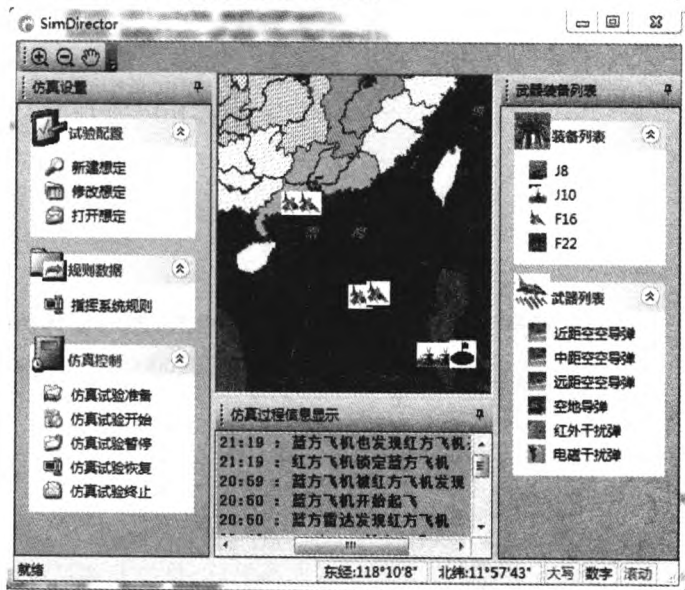 SimDirector
仿真设置
试验配置
新建想定
修改想定
打开想定
规则数据
指挥系统规则
仿真控制
仿真试验准备
仿真试验开始
仿真试验暂停
仿真试验恢复
仿真试验终止
仿真过程信息显示
21:19 : 蓝方飞机也发现红方飞机
21:19 : 红方飞机锁定蓝方飞机
20:59 : 蓝方飞机被红方飞机发现
20:50 : 蓝方飞机开始起飞
20:50 : 蓝方雷达发现红方飞机
武器装备列表
装备列表
J8
J10
F16
F22
武器列表
近距空空导弹
中距空空导弹
远距空空导弹
空地导弹
红外干扰弹
电磁干扰弹
就绪
东经:118°10'8" 北纬:11°57'43" 大写 数字 滚动